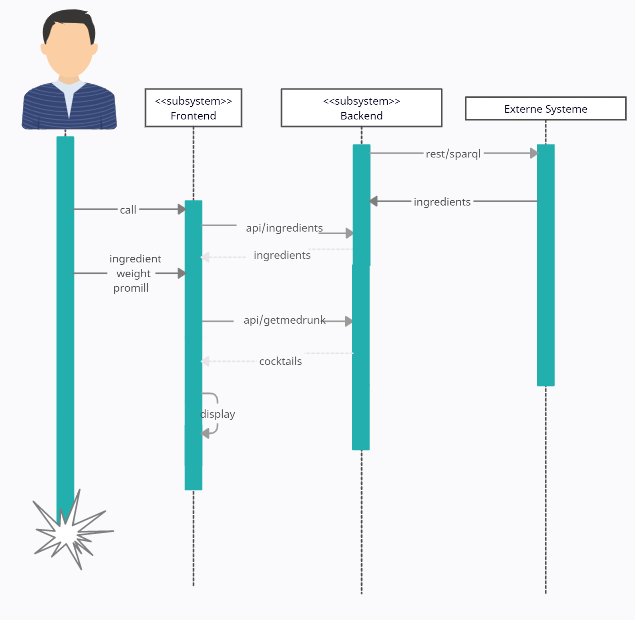 <<subsystem>>
Frontend
<<subsystem>>
Backend
Externe Systeme
rest/sparql
ingredients
call
api/ingredients
ingredients
ingredient
weight
promill
api/getmedrunk
cocktails
display